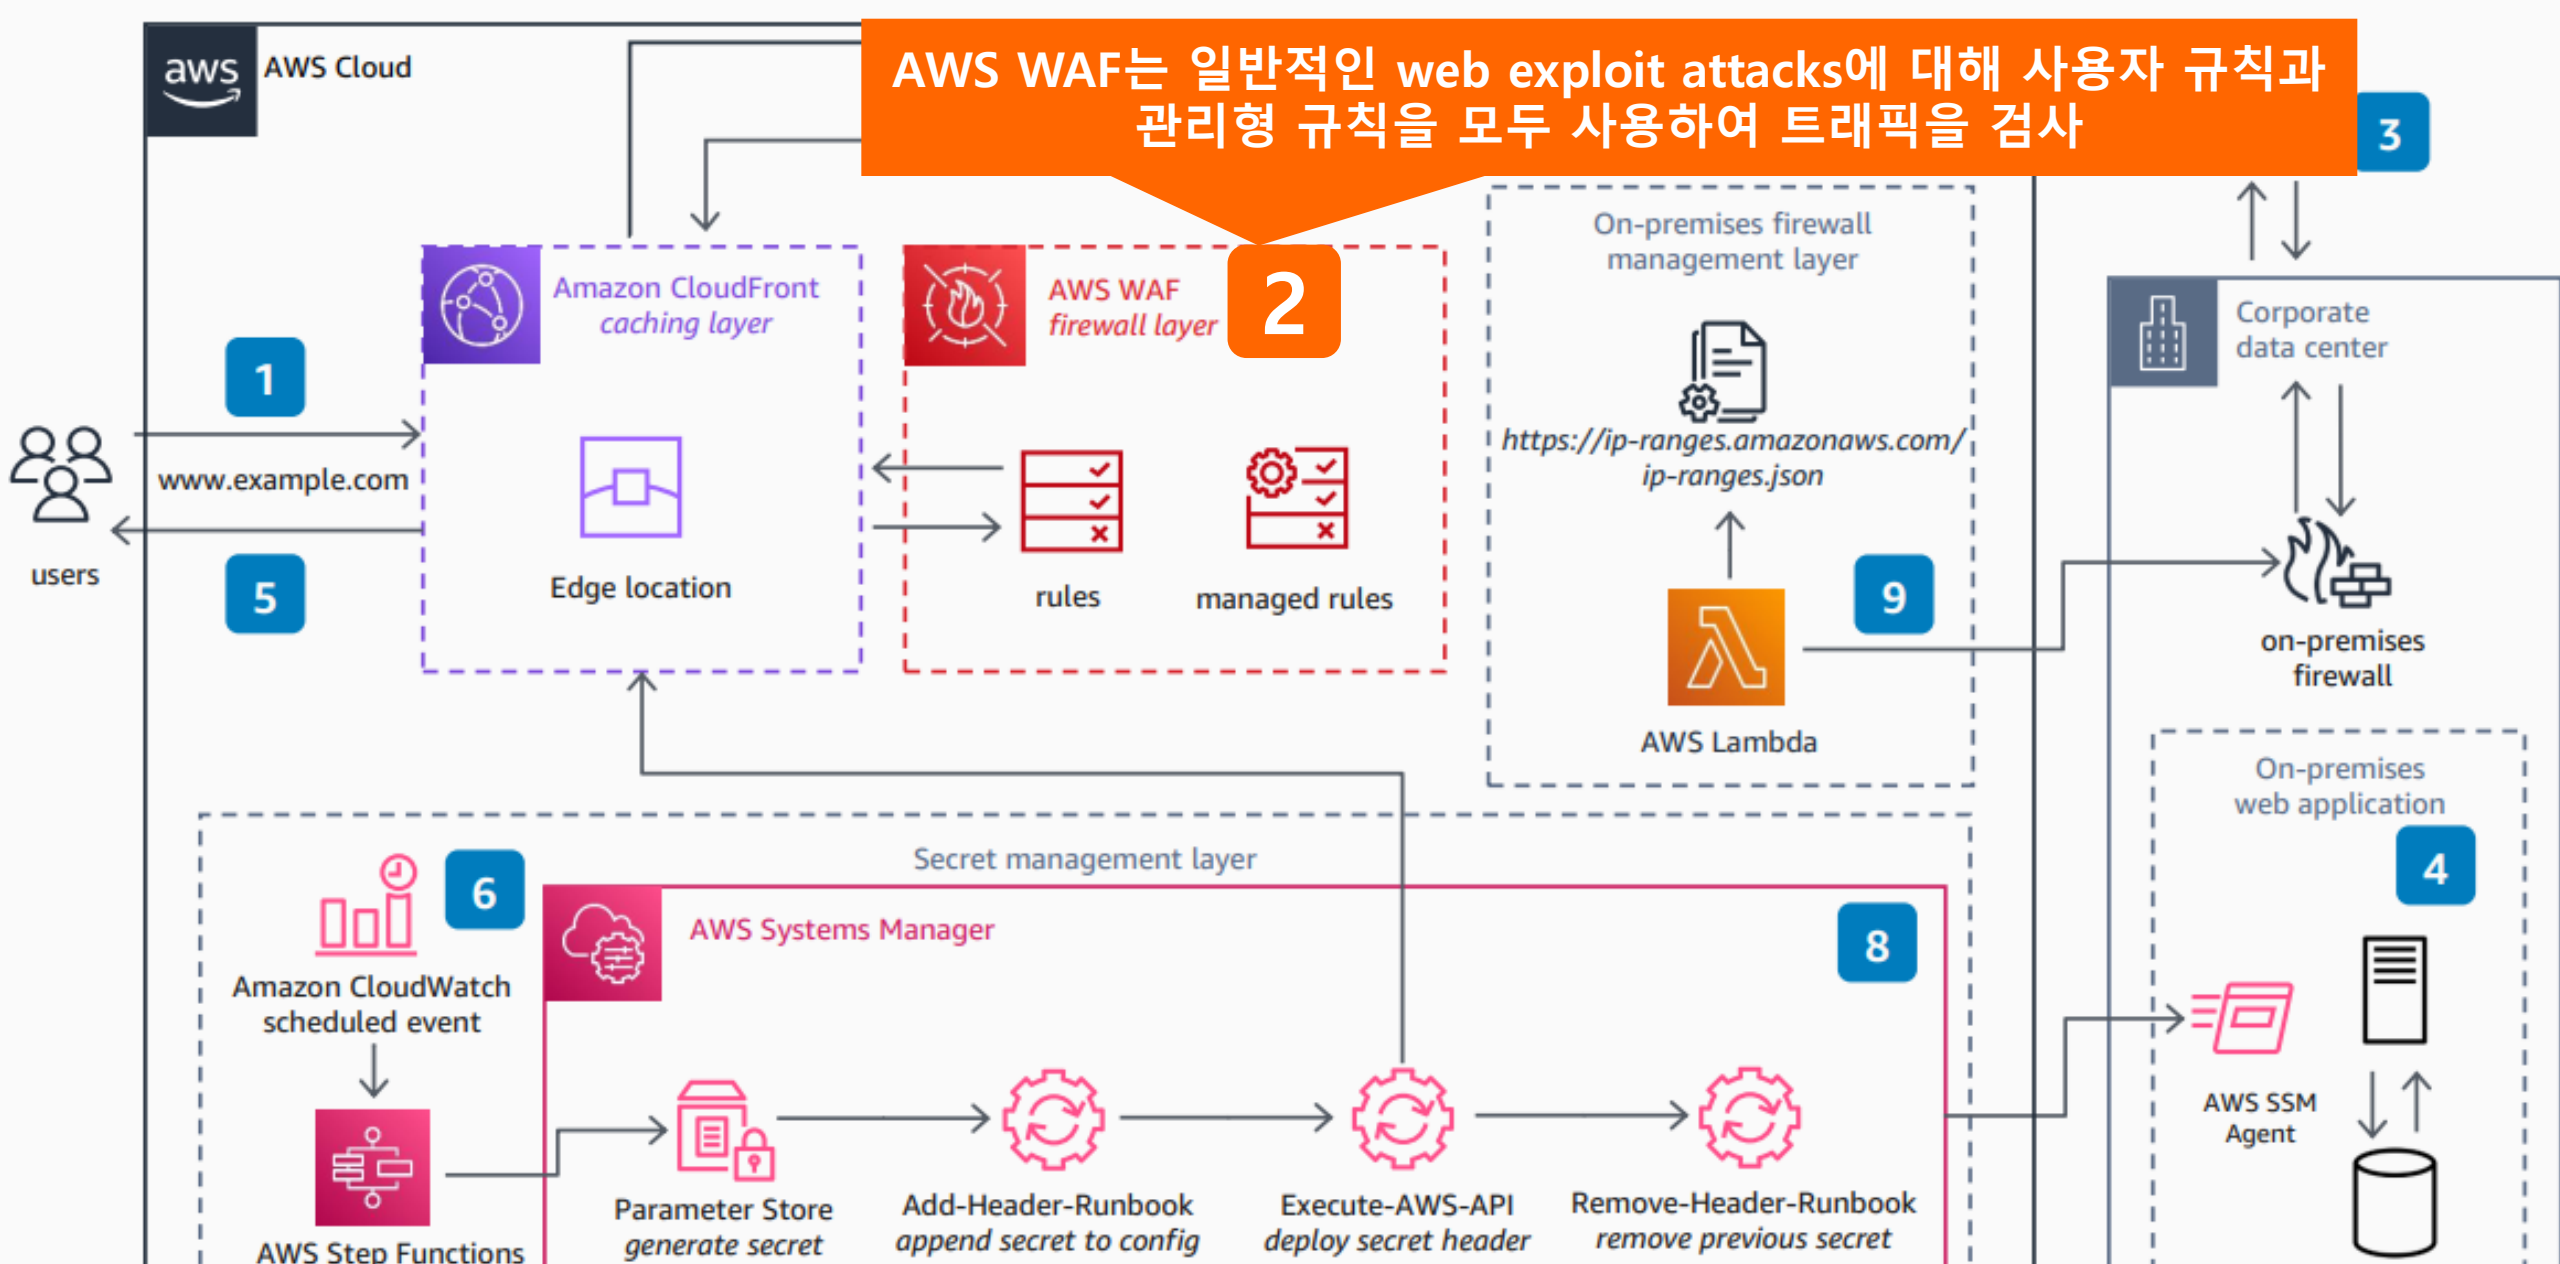 aws
AWS Cloud
AWS WAF는 일반적인 web exploit attacks에 대해 사용자 규칙과
관리형 규칙을 모두 사용하여 트래픽을 검사
3
On-premises firewall
management layer
Amazon CloudFront
caching layer
AWS WAF
firewall layer
2
Corporate
data center
1
https://ip-ranges.amazonaws.com/
ip-ranges.json
www.example.com
users
5
Edge location
rules
managed rules
9
on-premises
firewall
AWS Lambda
On-premises
web application
4
Secret management layer
6
AWS Systems Manager
8
Amazon CloudWatch
scheduled event
AWS SSM
Agent
Parameter Store
generate secret
Add-Header-Runbook
append secret to config
Execute-AWS-API
deploy secret header
Remove-Header-Runbook
remove previous secret
AWS Step Functions